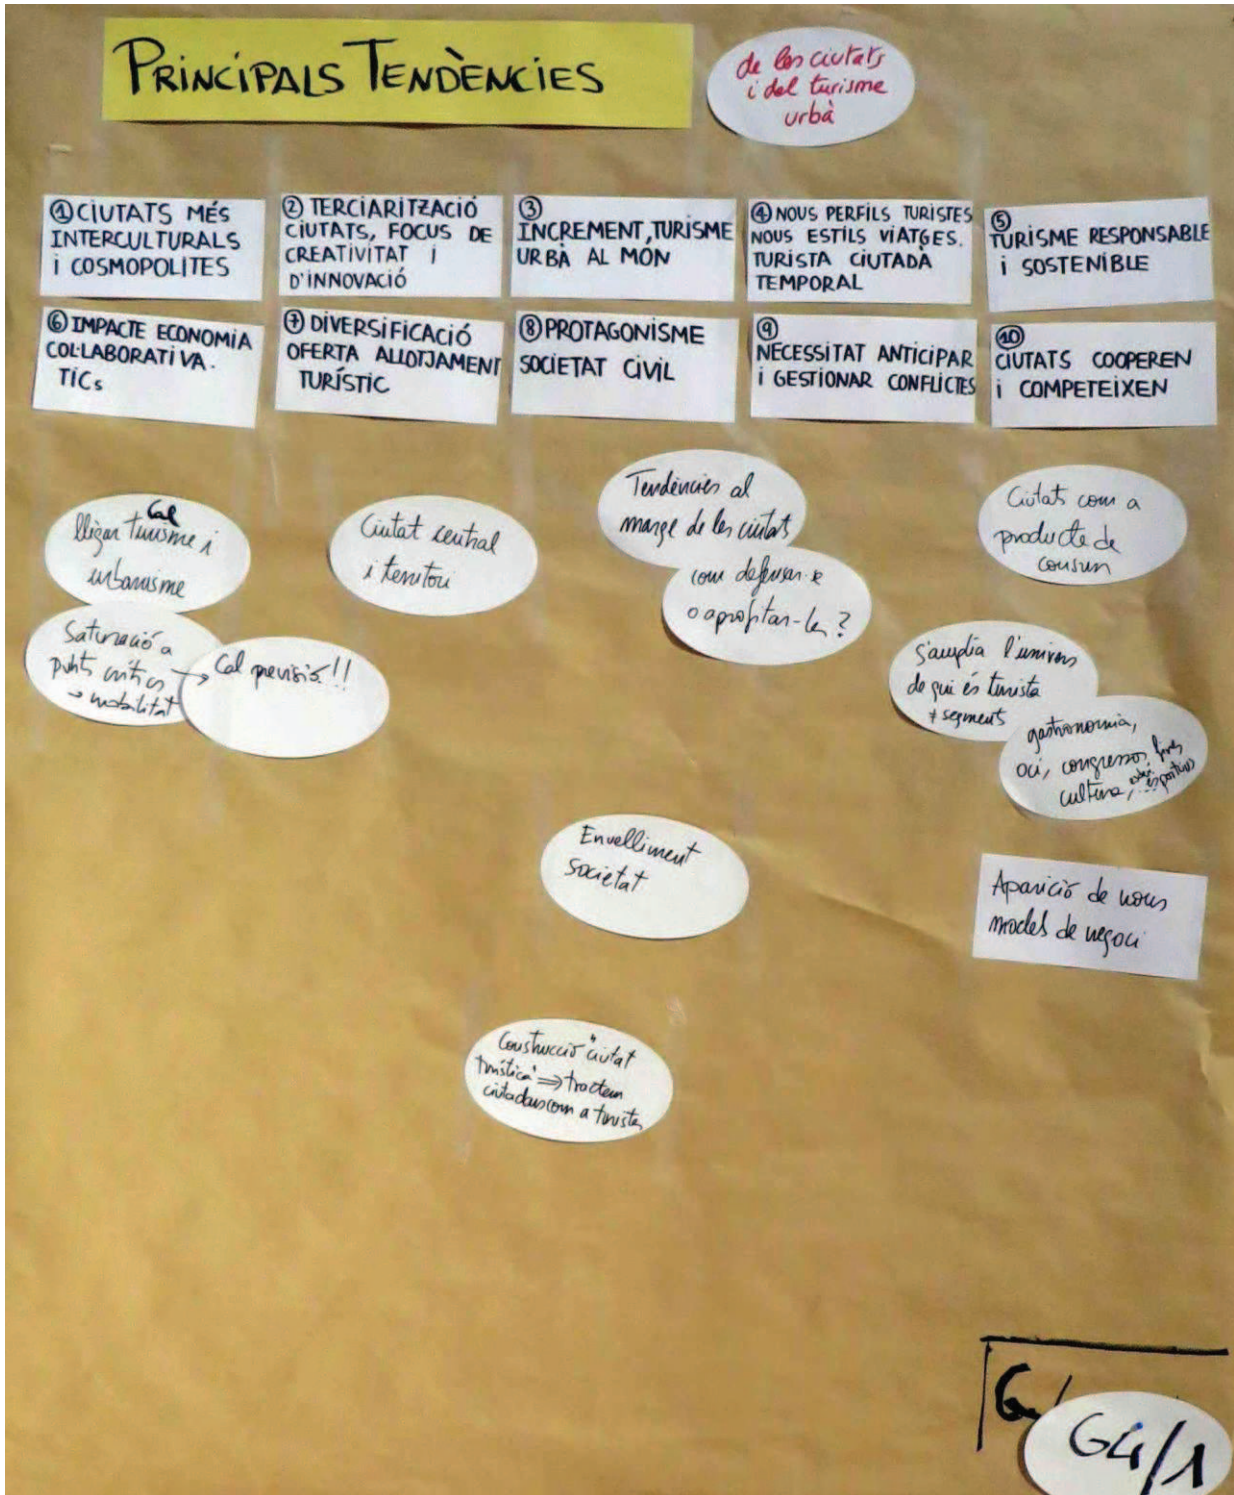 PRINCIPALS TENDÈNCIES
de les ciutats
i del turisme
urbà
① CIUTATS MÉS
INTERCULTURALS
i COSMOPOLITES
② TERCIARITZACIÓ
CIUTATS, FOCUS DE
CREATIVITAT I
D'INNOVACIÓ
③
INCREMENT, TURISME
URBÀ AL MÓN
④ NOUS PERFILS TURISTES
NOUS ESTILS VIATGES.
TURISTA CIUTADÀ
TEMPORAL
⑤
TURISME RESPONSABLE
i SOSTENIBLE
⑥ IMPACTE ECONOMIA
COL·LABORATIVA.
TICs
⑦ DIVERSIFICACIÓ
OFERTA ALLOTJAMENT
TURÍSTIC
⑧ PROTAGONISME
SOCIETAT CIVIL
⑨
NECESSITAT ANTICIPAR
i GESTIONAR CONFLICTES
⑩
CIUTATS COOPEREN
i COMPETEIXEN
Cal
lligar turisme i
urbanisme
Saturació a
punts crítics
→ mobilitat
→ Cal previsió!!
Ciutat central
i territori
Tendències al
marge de les ciutats
com defensar-se
o aprofitar-les?
Ciutats com a
producte de
consum
S'amplia l'univers
de qui és turista
≠ segments
gastronomia,
oci, congressos, fires
cultura, esportius
Envelliment
societat
Aparició de nous
models de negoci
Construcció "ciutat
turística" ⇒ tractem
ciutadans com a turistes
G4/1